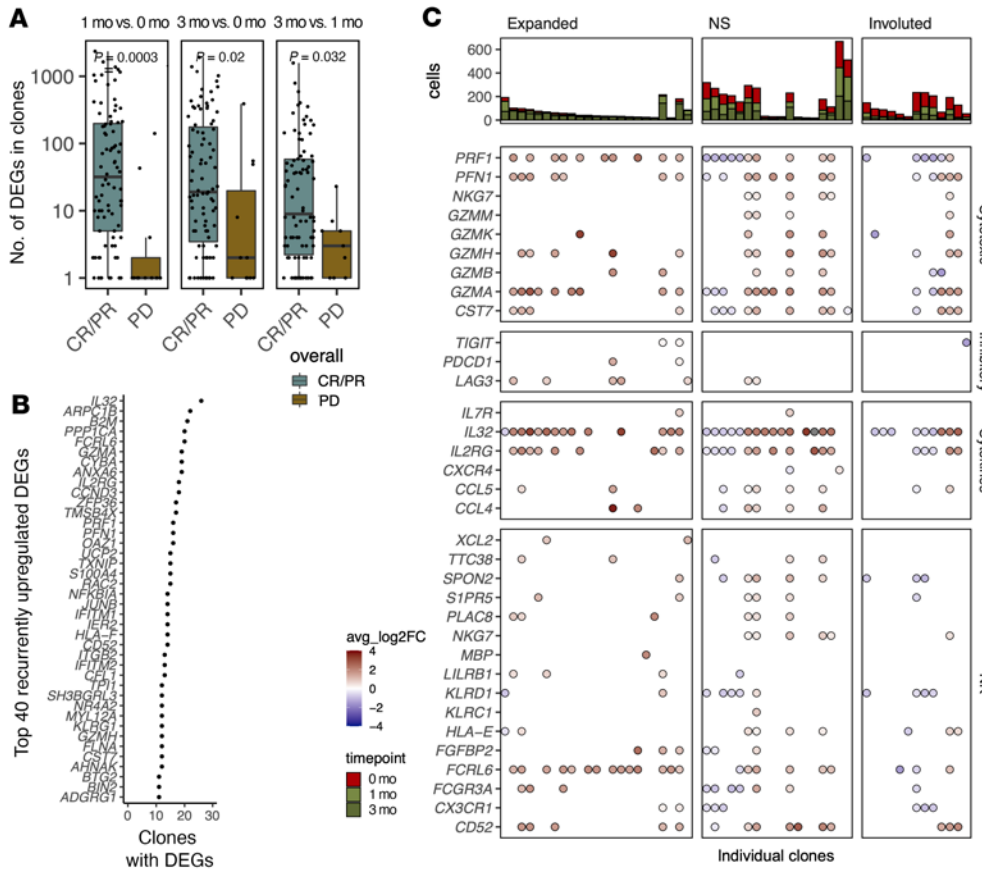 A
1 mo vs. 0 mo 3 mo vs. 0 mo 3 mo vs. 1 mo
P = 0.0003
P = 0.02
P = 0.032
No. of DEGs in clones
1000
100
10
1
CR/PR
PD
CR/PR
PD
CR/PR
PD
overall
CR/PR
PD
B
Top 40 recurrently upregulated DEGs
IL32
ARPC1B
B2M
PPP1CA
FCRL6
GZMA
CYBA
ANXA6
IL2RG
CCND3
ZFP36
TMSB4X
PRF1
PFN1
OAZ1
UCP2
TXNIP
S100A4
RAC2
NFKBIA
JUNB
IFITM1
IER2
HLA-F
CD52
ITGB2
IFITM2
CFL1
TPI1
SH3BGRL3
NR4A2
MYL12A
KLRG1
GZMH
FLNA
CST7
AHNAK
BTG2
BIN2
ADGRG1
0 10 20 30
Clones
with DEGs
avg_log2FC
4
2
0
−2
−4
timepoint
0 mo
1 mo
3 mo
C
Expanded NS Involuted
cells
600
400
200
0
PRF1
PFN1
NKG7
GZMM
GZMK
GZMH
GZMB
GZMA
CST7
TIGIT
PDCD1
LAG3
IL7R
IL32
IL2RG
CXCR4
CCL5
CCL4
XCL2
TTC38
SPON2
S1PR5
PLAC8
NKG7
MBP
LILRB1
KLRD1
KLRC1
HLA-E
FGFBP2
FCRL6
FCGR3A
CX3CR1
CD52
Individual clones